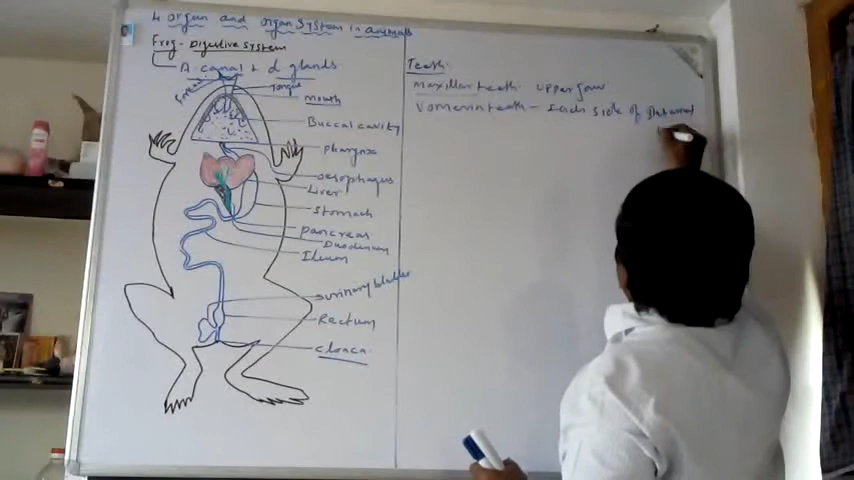 4 organ and organ system in animals
Frog - Digestive system
A canal + d glands
Tongue
mouth
Buccal cavity
pharynx
oesophagus
Liver
Stomach
pancreas
Duodenum
Ileum
urinary bladder
Rectum
cloaca
Teeth:
maxillar teeth upper jaw
vomerin teeth - Each side of